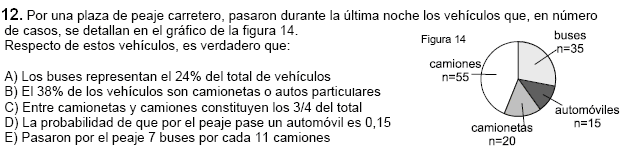 12. Por una plaza de peaje carretero, pasaron durante la última noche los vehículos que, en número
de casos, se detallan en el gráfico de la figura 14.
Respecto de estos vehículos, es verdadero que:
A) Los buses representan el 24% del total de vehículos
B) El 38% de los vehículos son camionetas o autos particulares
C) Entre camionetas y camiones constituyen los 3/4 del total
D) La probabilidad de que por el peaje pase un automóvil es 0,15
E) Pasaron por el peaje 7 buses por cada 11 camiones
Figura 14
buses
n=35
camiones
n=55
automóviles
n=15
camionetas
n=20